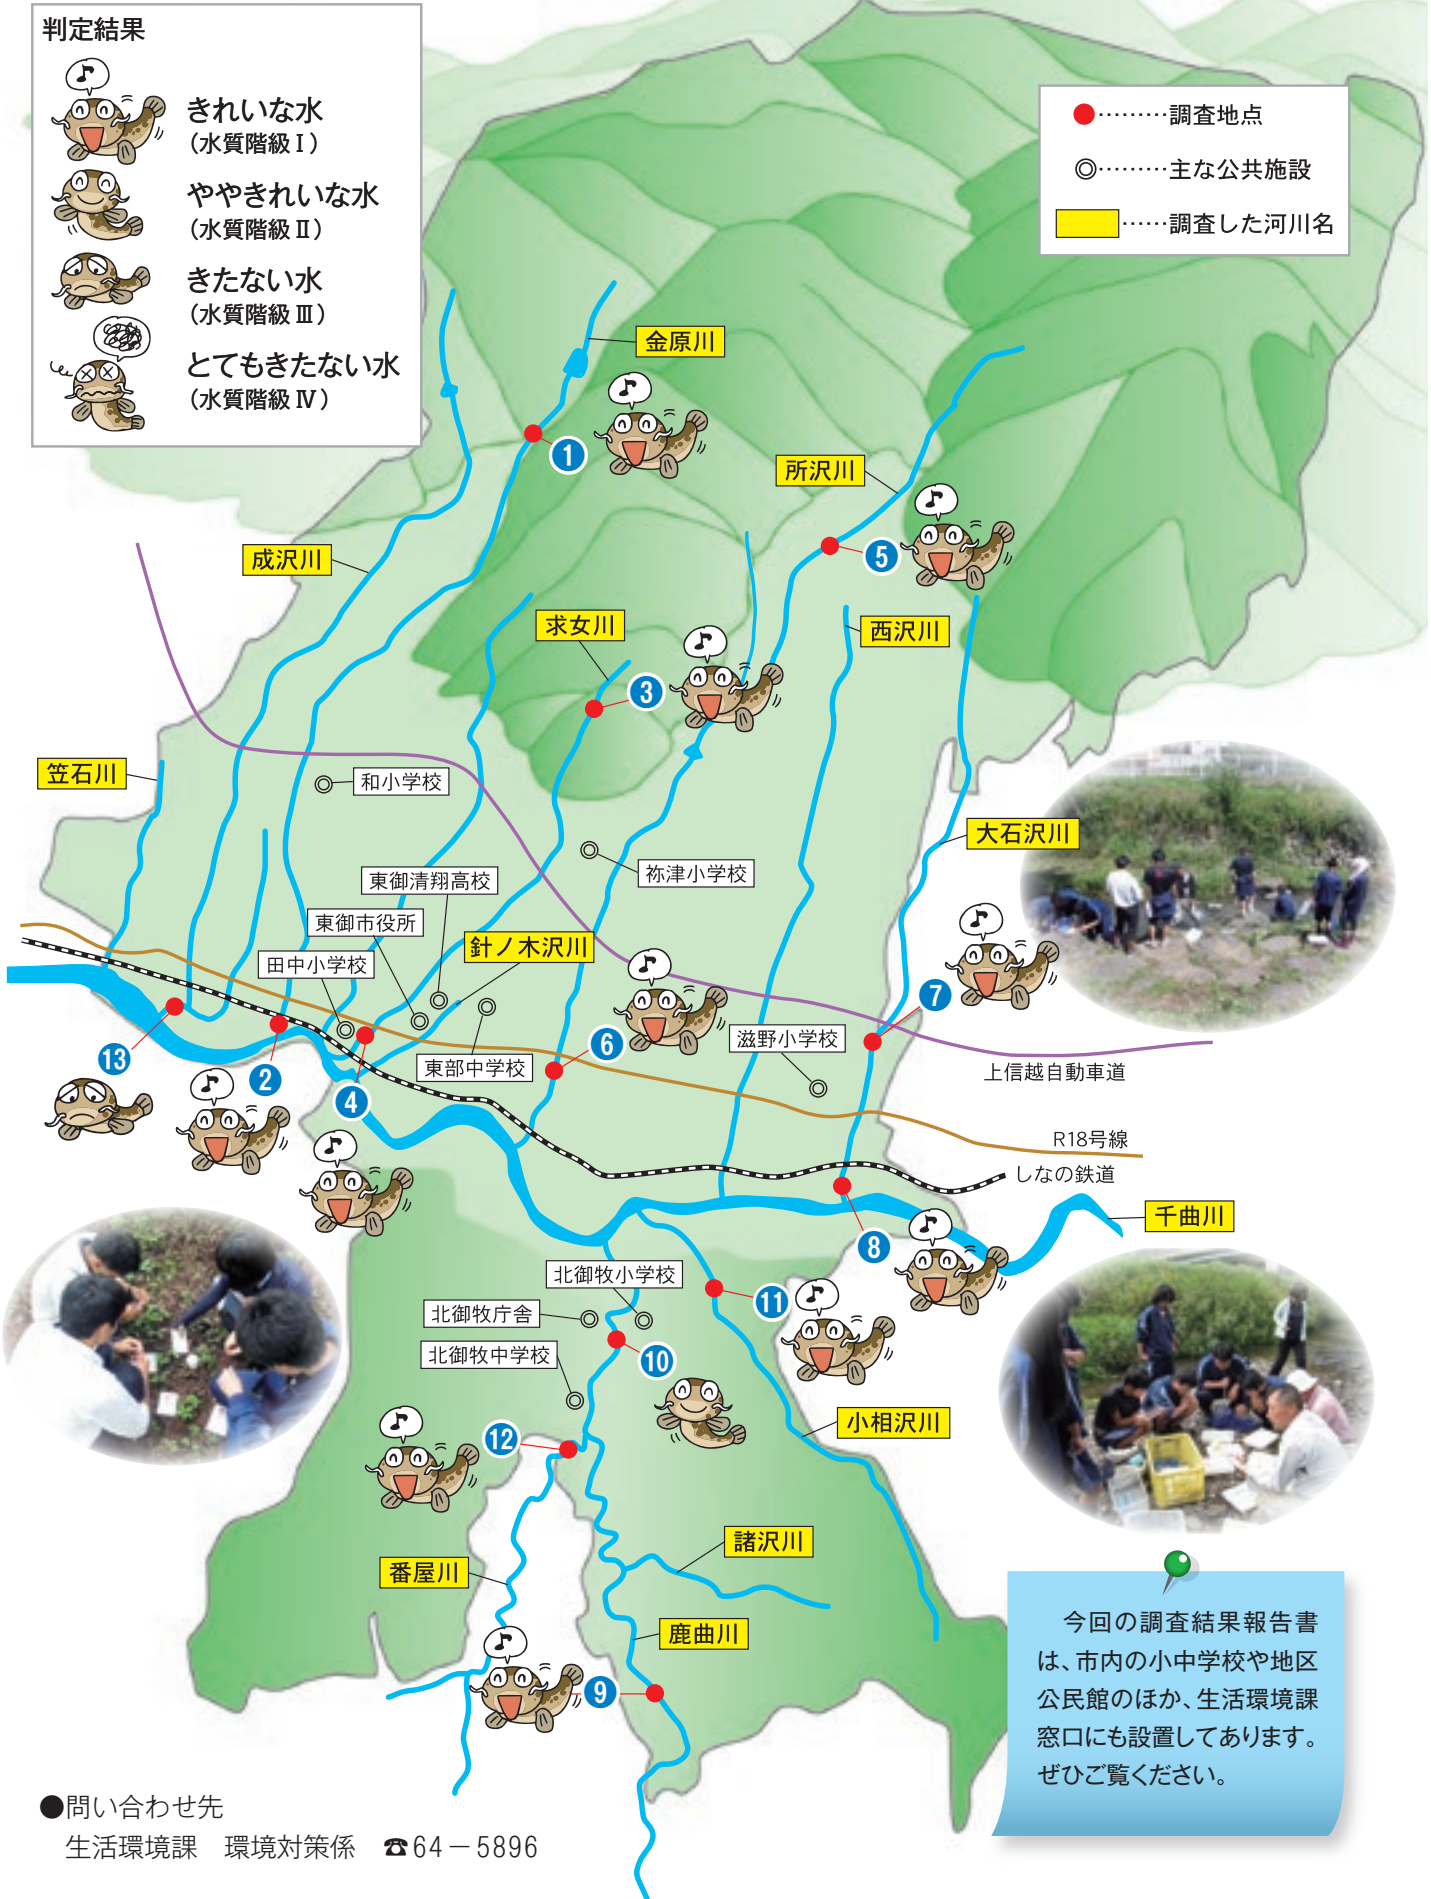 判定結果
きれいな水
(水質階級Ⅰ)
ややきれいな水
(水質階級Ⅱ)
きたない水
(水質階級Ⅲ)
とてもきたない水
(水質階級Ⅳ)
●………調査地点
◎………主な公共施設
……調査した河川名
金原川
1
所沢川
5
成沢川
求女川
西沢川
3
笠石川
和小学校
大石沢川
祢津小学校
東御清翔高校
東御市役所
針ノ木沢川
田中小学校
7
6
滋野小学校
13
2
東部中学校
4
上信越自動車道
R18号線
しなの鉄道
千曲川
8
北御牧小学校
11
北御牧庁舎
北御牧中学校
10
12
小相沢川
諸沢川
番屋川
鹿曲川
9
今回の調査結果報告書
は、市内の小中学校や地区
公民館のほか、生活環境課
窓口にも設置してあります。
ぜひご覧ください。
●問い合わせ先
生活環境課 環境対策係 ☎64-5896